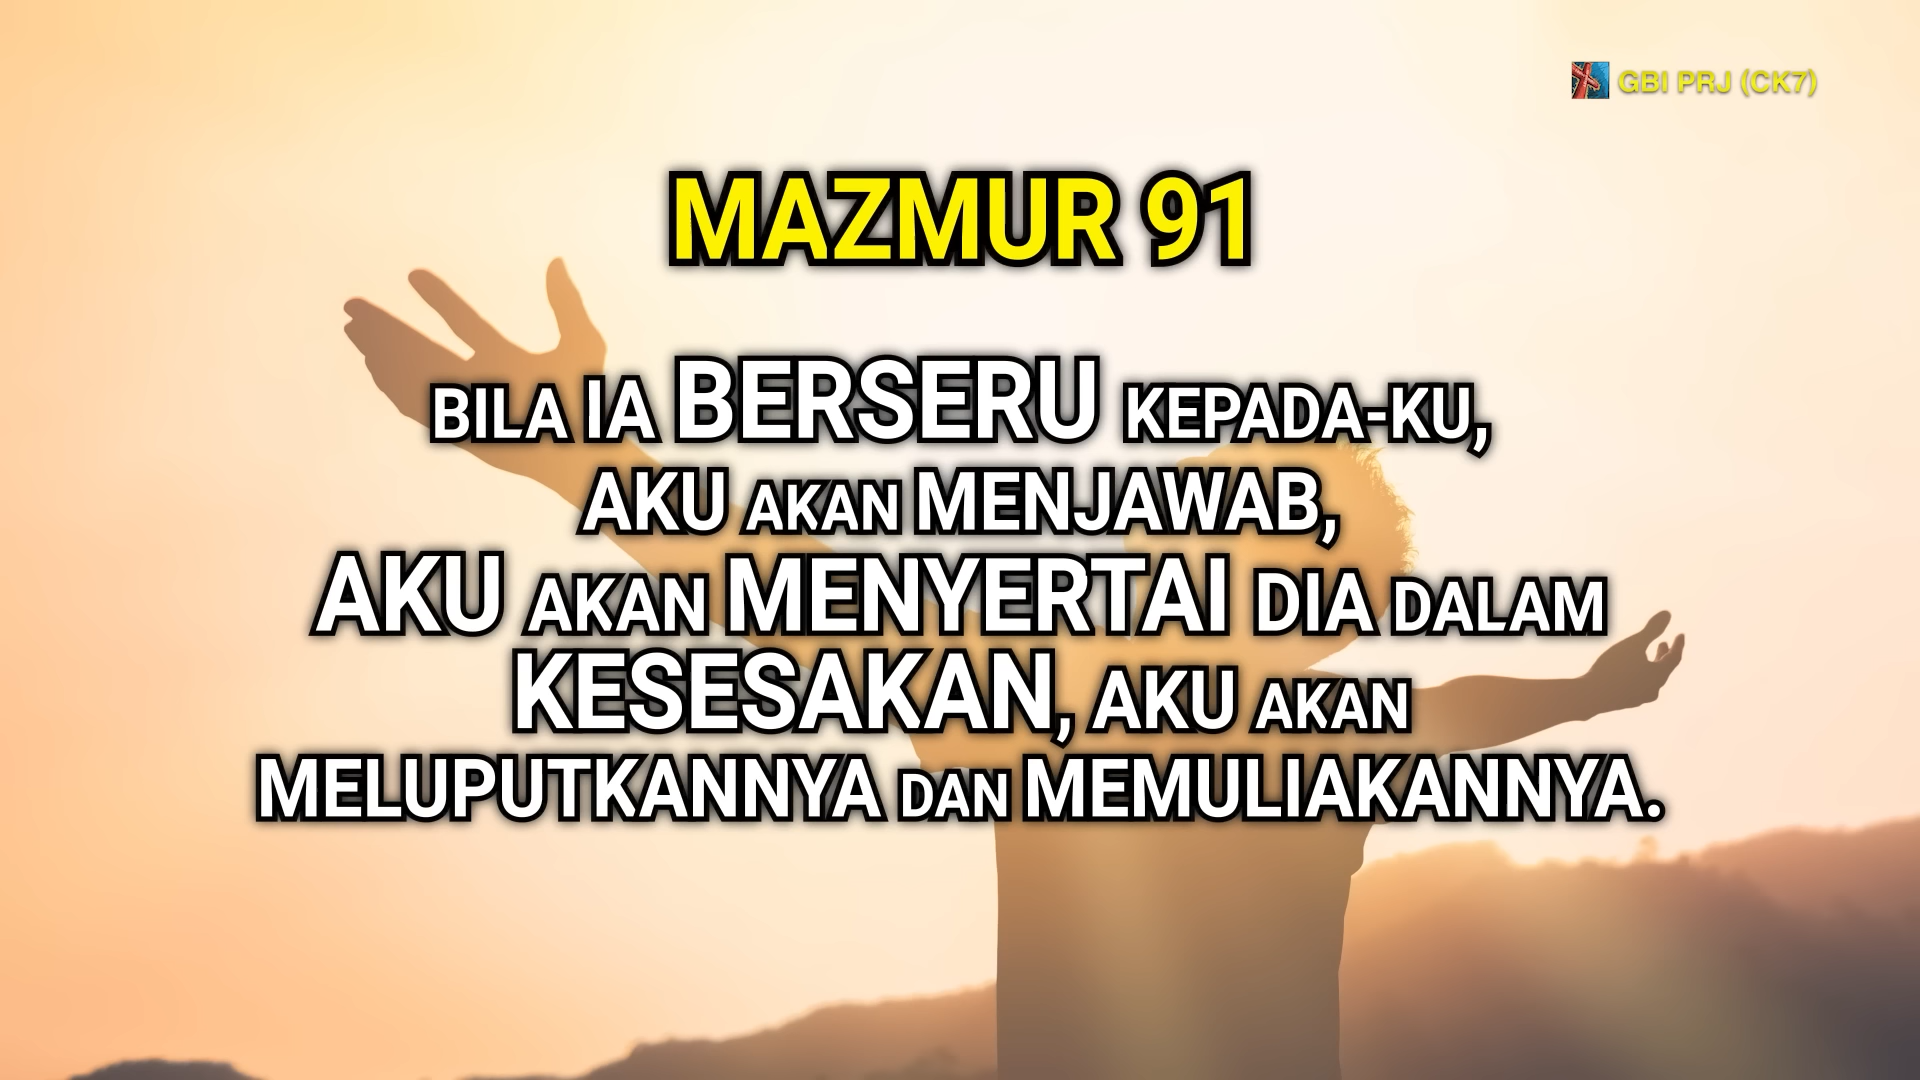 GBI PRJ (CK7)
MAZMUR 91
BILA IA BERSERU KEPADA-KU,
AKU AKAN MENJAWAB,
AKU AKAN MENYERTAI DIA DALAM
KESESAKAN, AKU AKAN
MELUPUTKANNYA DAN MEMULIAKANNYA.